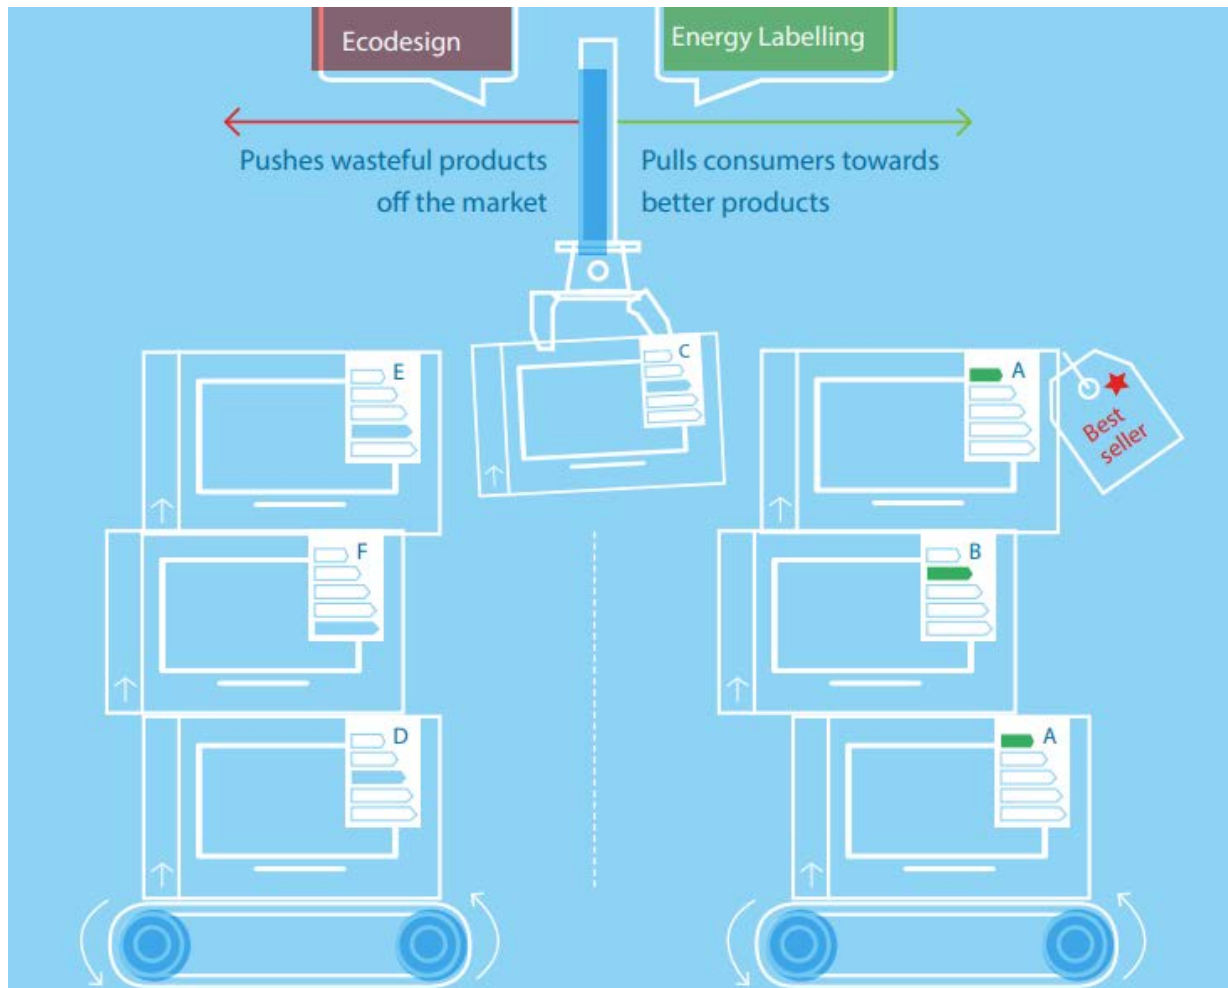 Ecodesign
Energy Labelling
Pushes wasteful products
off the market
Pulls consumers towards
better products
E
C
A
Best
seller
F
B
D
A